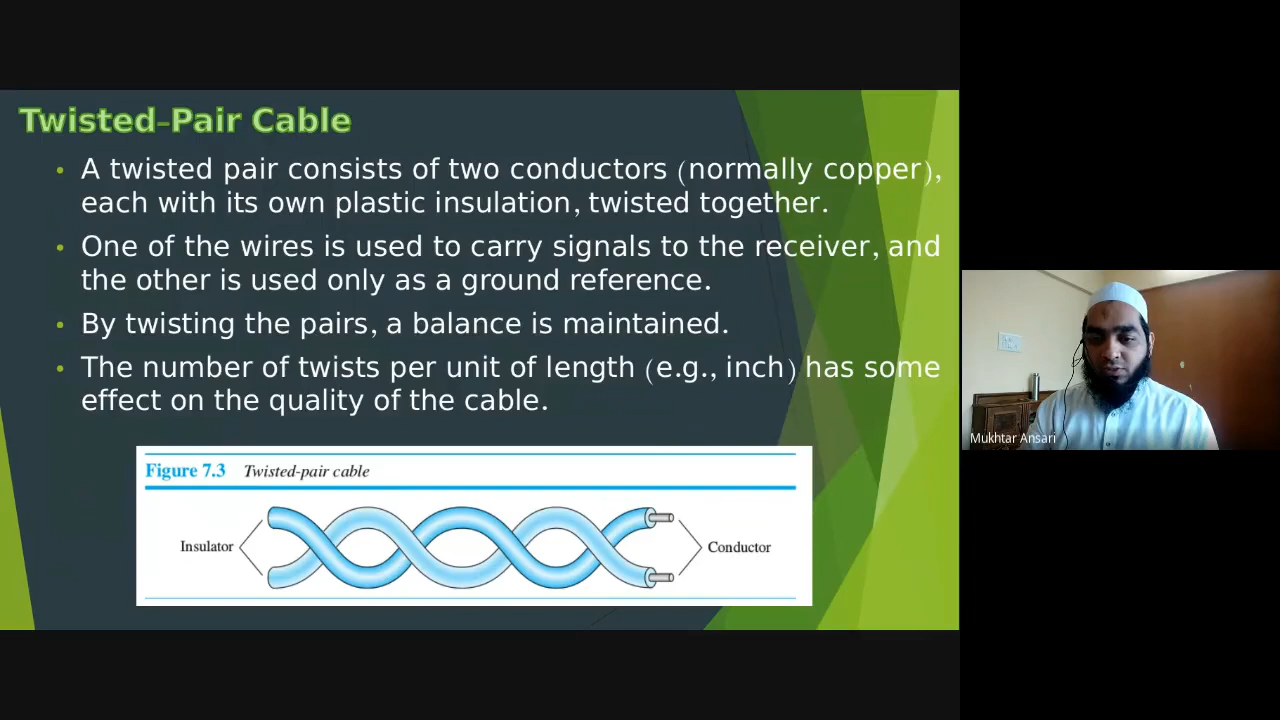 Twisted-Pair Cable
• A twisted pair consists of two conductors (normally copper),
each with its own plastic insulation, twisted together.
• One of the wires is used to carry signals to the receiver, and
the other is used only as a ground reference.
• By twisting the pairs, a balance is maintained.
• The number of twists per unit of length (e.g., inch) has some
effect on the quality of the cable.
Figure 7.3 Twisted-pair cable
Insulator
Conductor
Mukhtar Ansari